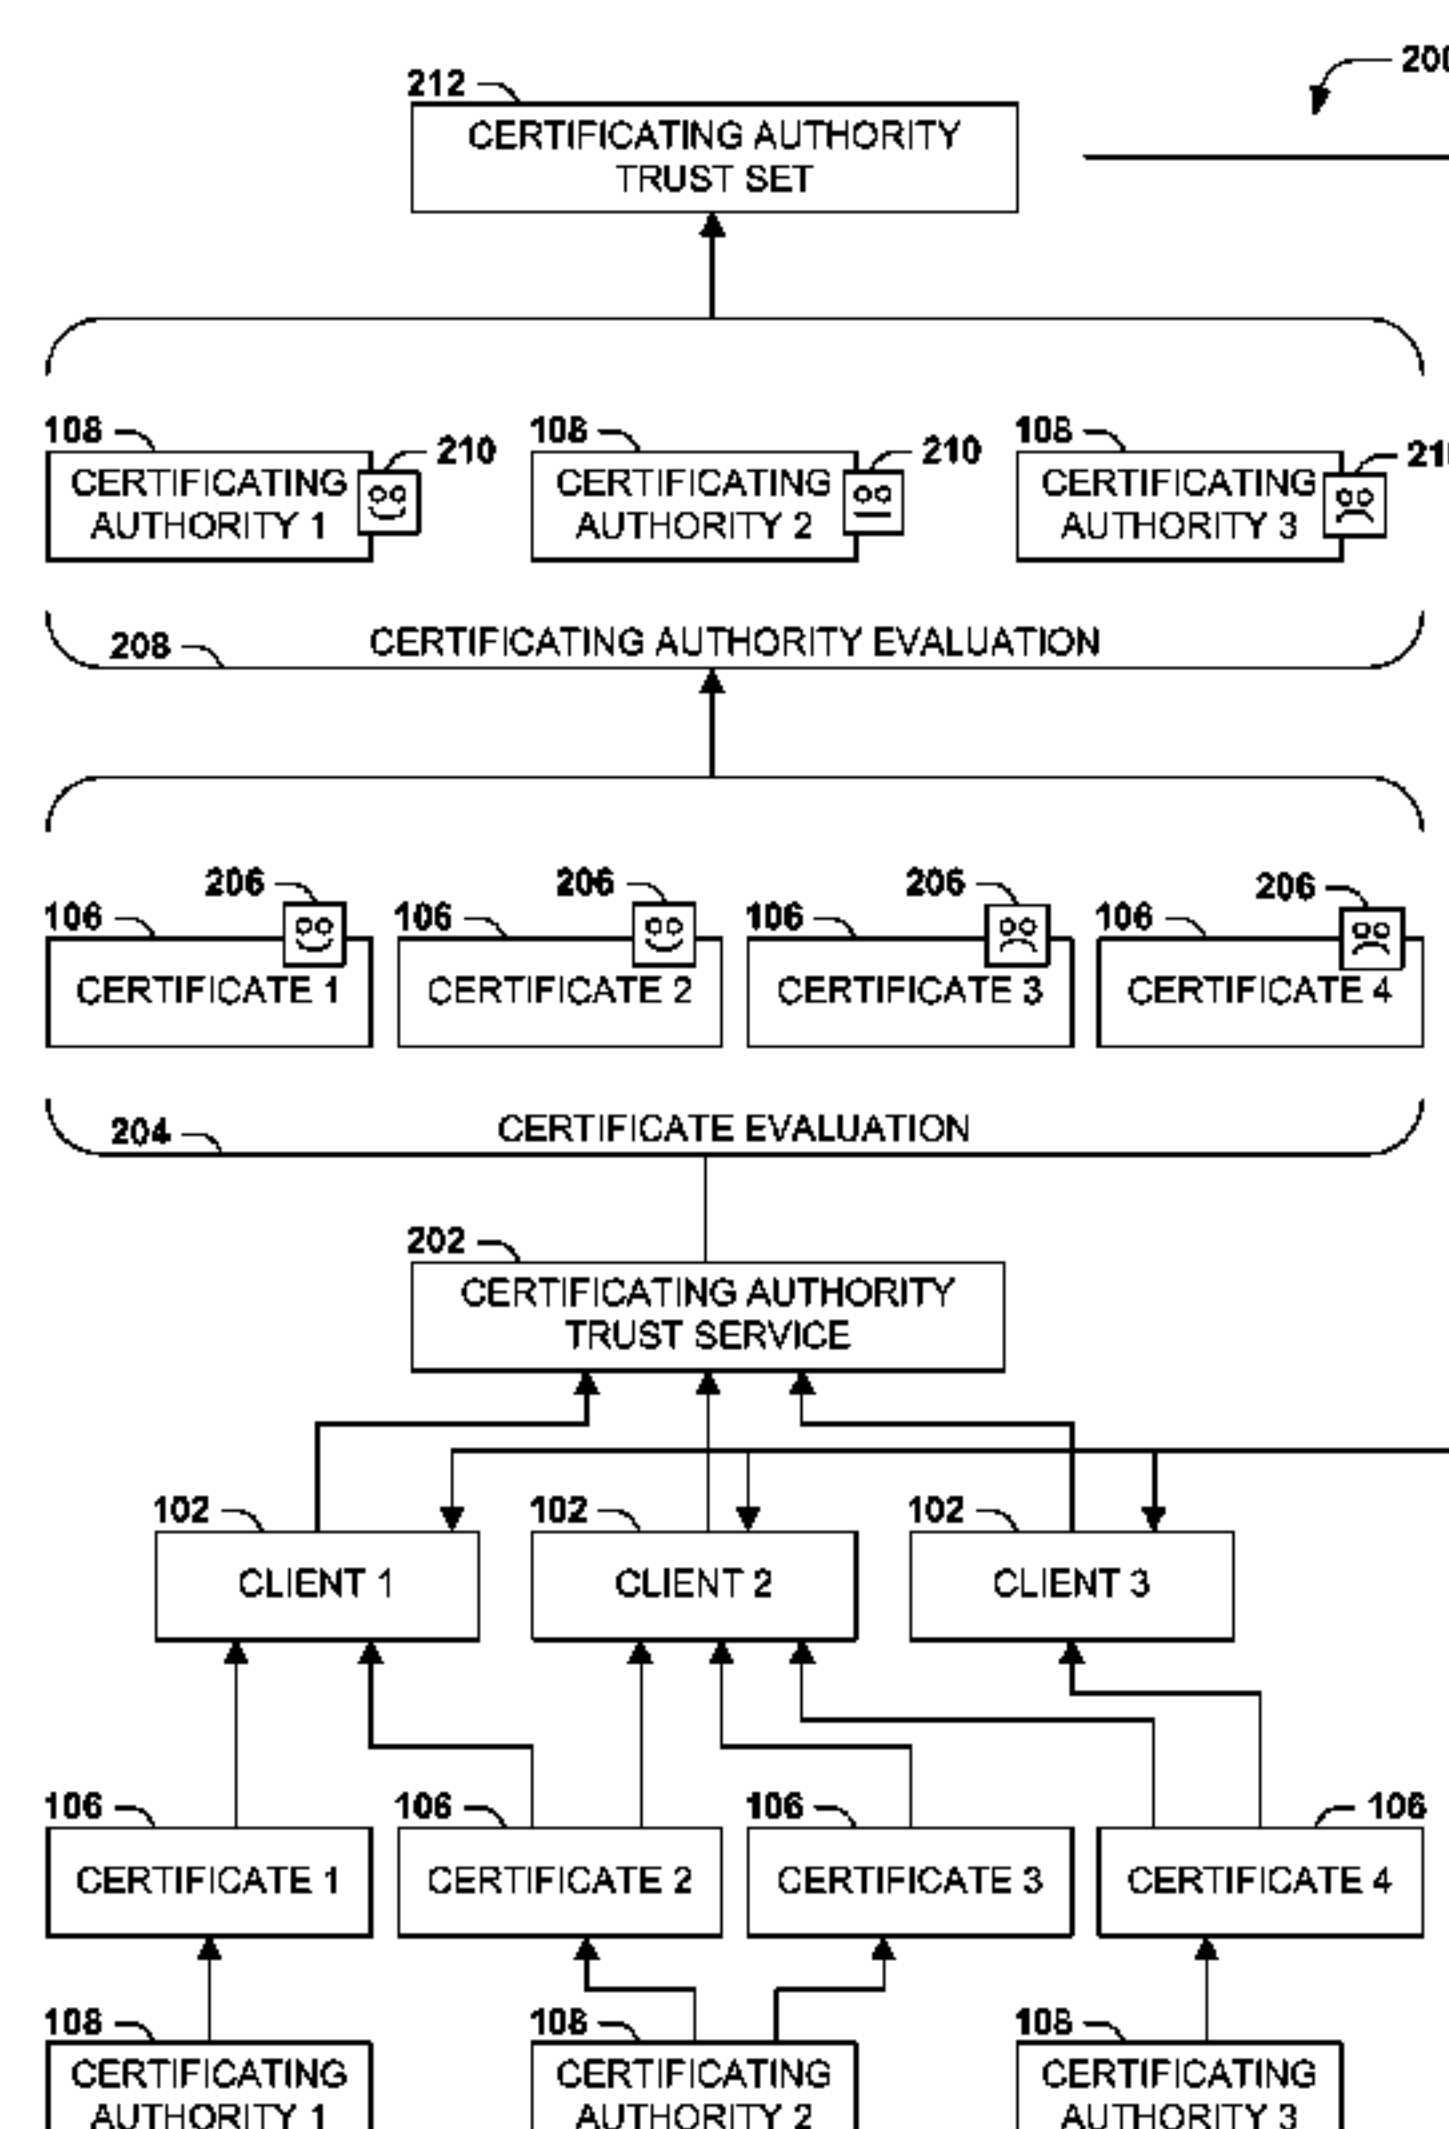 200
212
CERTIFICATING AUTHORITY
TRUST SET
108 210 108 210 108 210
CERTIFICATING CERTIFICATING CERTIFICATING
AUTHORITY 1 AUTHORITY 2 AUTHORITY 3
208 CERTIFICATING AUTHORITY EVALUATION
206 206 206 206
106 106 106 106
CERTIFICATE 1 CERTIFICATE 2 CERTIFICATE 3 CERTIFICATE 4
204 CERTIFICATE EVALUATION
202
CERTIFICATING AUTHORITY
TRUST SERVICE
102 102 102
CLIENT 1 CLIENT 2 CLIENT 3
106 106 106 106
CERTIFICATE 1 CERTIFICATE 2 CERTIFICATE 3 CERTIFICATE 4
108 108 108
CERTIFICATING CERTIFICATING CERTIFICATING
AUTHORITY 1 AUTHORITY 2 AUTHORITY 3